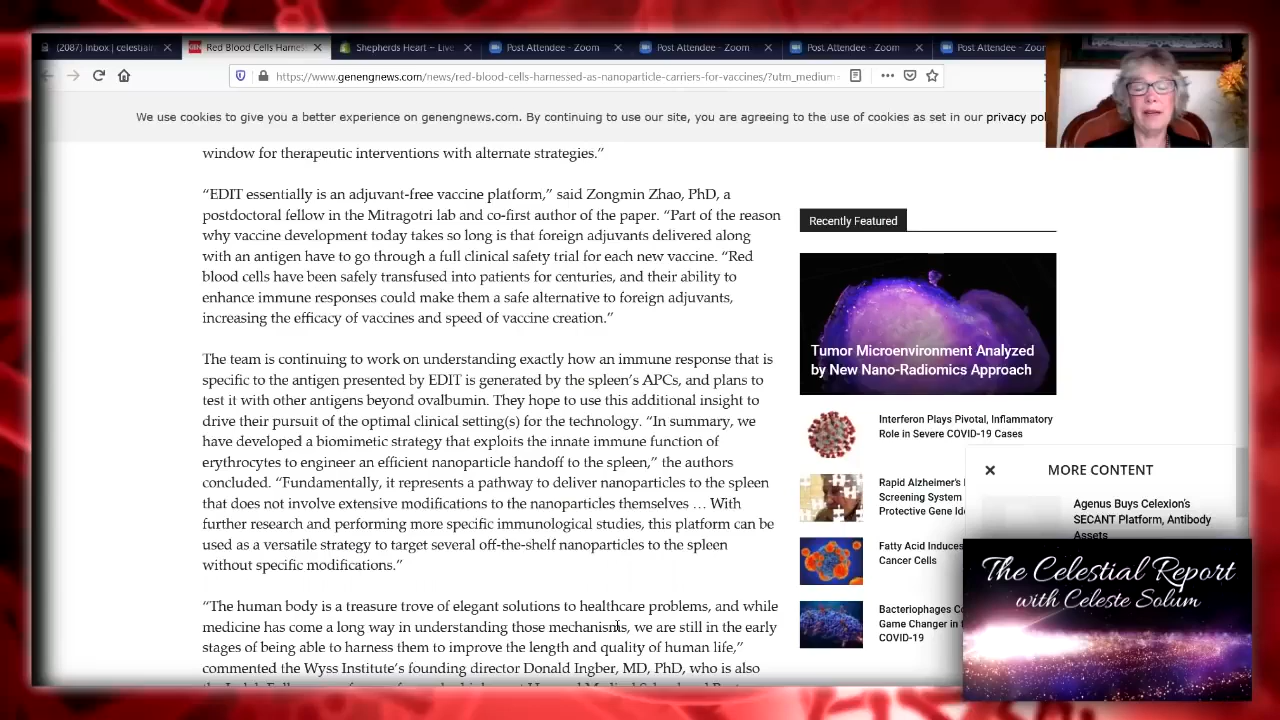 (2087) Inbox | celestialr
Red Blood Cells Harnes
Shepherds Heart – Live
Post Attendee - Zoom
Post Attendee - Zoom
Post Attendee - Zoom
Post Attendee - Zoom
https://www.genengnews.com/news/red-blood-cells-harnessed-as-nanoparticle-carriers-for-vaccines/?utm_medium=
We use cookies to give you a better experience on genengnews.com. By continuing to use our site, you are agreeing to the use of cookies as set in our privacy pol
window for therapeutic interventions with alternate strategies.”
“EDIT essentially is an adjuvant-free vaccine platform,” said Zongmin Zhao, PhD, a
postdoctoral fellow in the Mitragotri lab and co-first author of the paper. “Part of the reason
why vaccine development today takes so long is that foreign adjuvants delivered along
with an antigen have to go through a full clinical safety trial for each new vaccine. “Red
blood cells have been safely transfused into patients for centuries, and their ability to
enhance immune responses could make them a safe alternative to foreign adjuvants,
increasing the efficacy of vaccines and speed of vaccine creation.”
The team is continuing to work on understanding exactly how an immune response that is
specific to the antigen presented by EDIT is generated by the spleen’s APCs, and plans to
test it with other antigens beyond ovalbumin. They hope to use this additional insight to
drive their pursuit of the optimal clinical setting(s) for the technology. “In summary, we
have developed a biomimetic strategy that exploits the innate immune function of
erythrocytes to engineer an efficient nanoparticle handoff to the spleen,” the authors
concluded. “Fundamentally, it represents a pathway to deliver nanoparticles to the spleen
that does not involve extensive modifications to the nanoparticles themselves … With
further research and performing more specific immunological studies, this platform can be
used as a versatile strategy to target several off-the-shelf nanoparticles to the spleen
without specific modifications.”
“The human body is a treasure trove of elegant solutions to healthcare problems, and while
medicine has come a long way in understanding those mechanisms, we are still in the early
stages of being able to harness them to improve the length and quality of human life,”
commented the Wyss Institute’s founding director Donald Ingber, MD, PhD, who is also
Recently Featured
Tumor Microenvironment Analyzed
by New Nano-Radiomics Approach
Interferon Plays Pivotal, Inflammatory
Role in Severe COVID-19 Cases
Rapid Alzheimer's
Screening System
Protective Gene Ide
Fatty Acid Induces
Cancer Cells
Bacteriophages Co
Game Changer in t
COVID-19
MORE CONTENT
Agenus Buys Celexion's
SECANT Platform, Antibody
Assets
The Celestial Report
with Celeste Solum